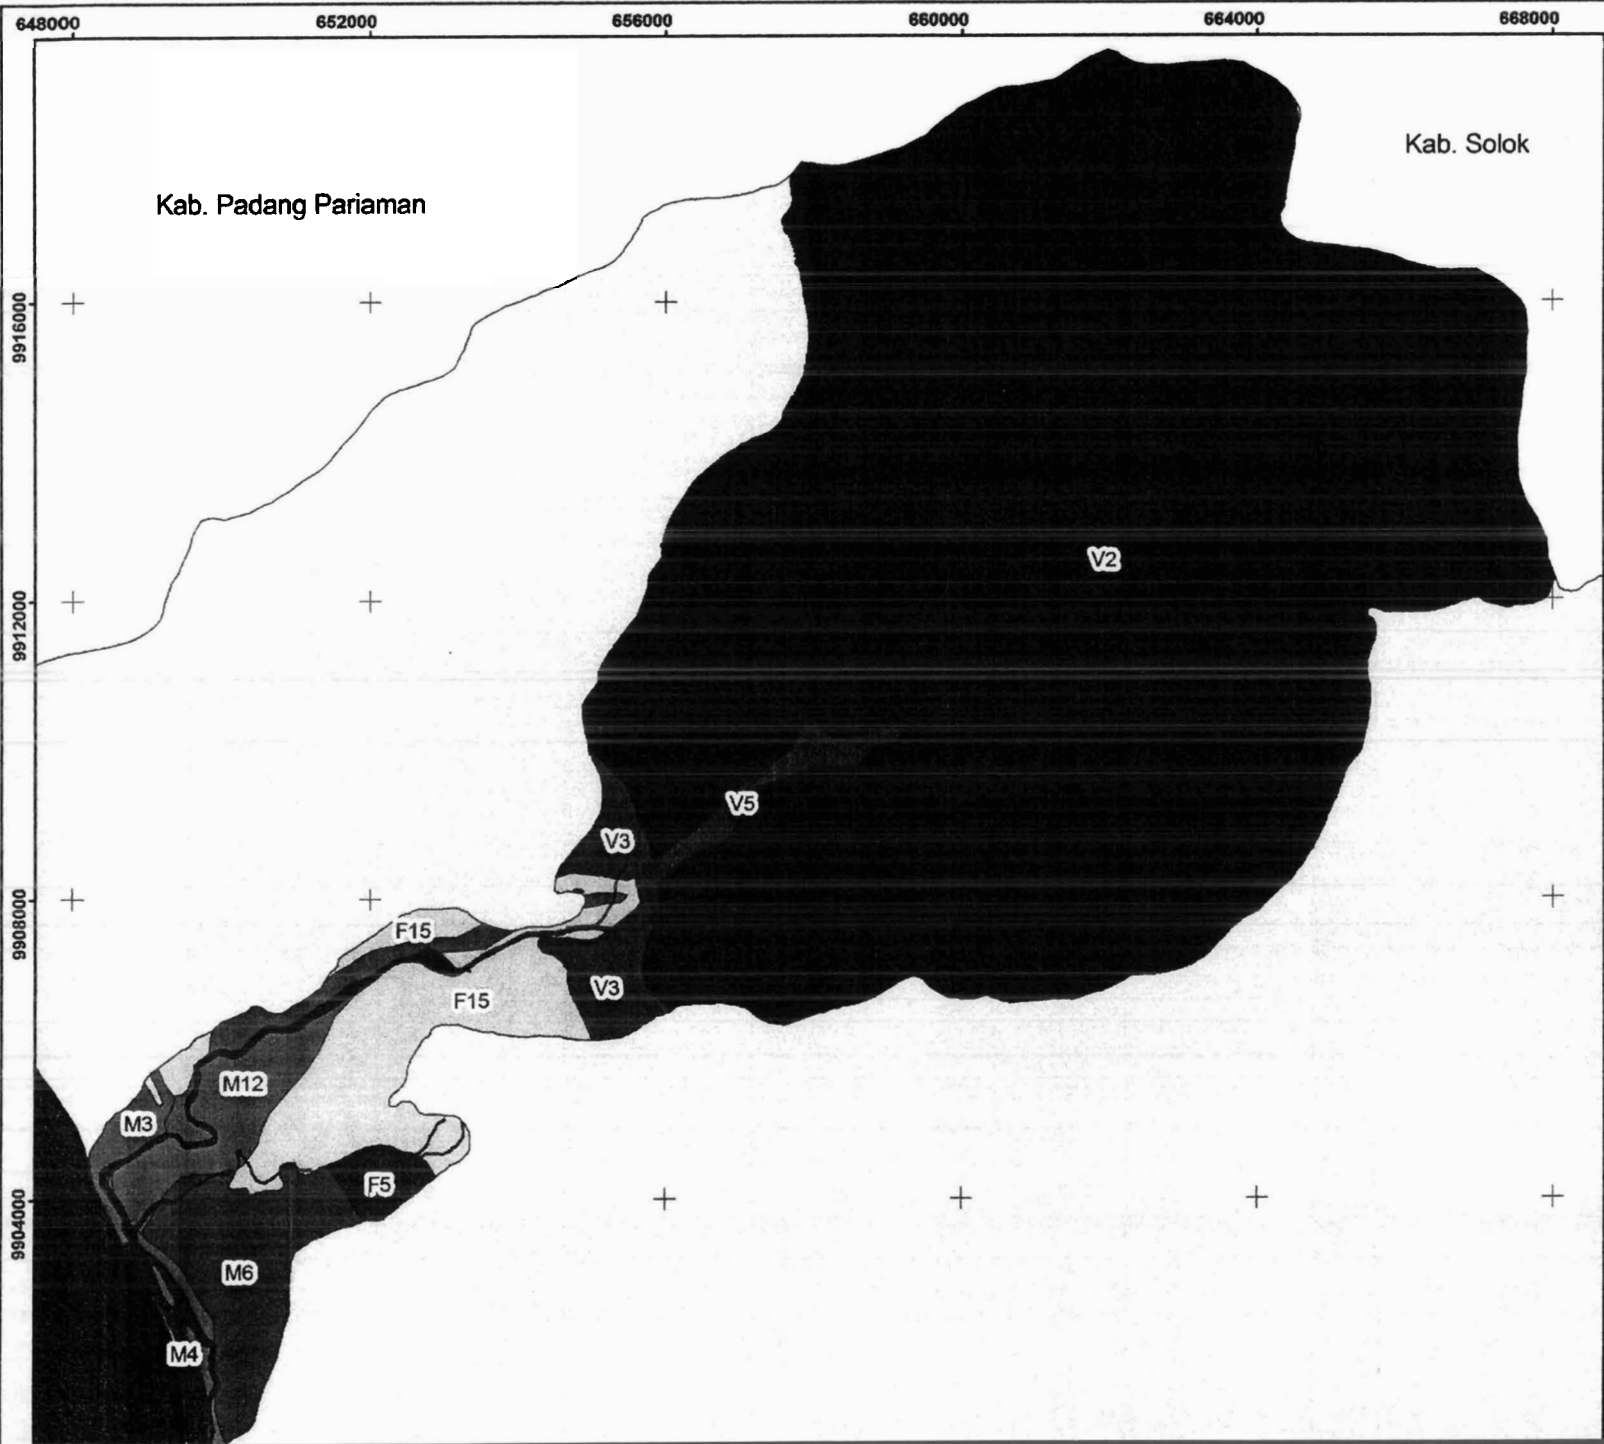 648000 652000 656000 660000 664000 668000
Kab. Solok
Kab. Padang Pariaman
9916000
V2
9912000
V5
V3
9908000
F15
V3
F15
M12
M3
F5
9904000
M6
M4